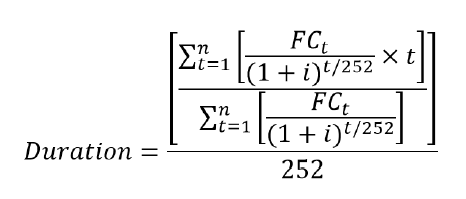 Duration = [∑_{t=1}^{n} [FC_t / (1 + i)^{t/252} × t] / ∑_{t=1}^{n} [FC_t / (1 + i)^{t/252}]] / 252